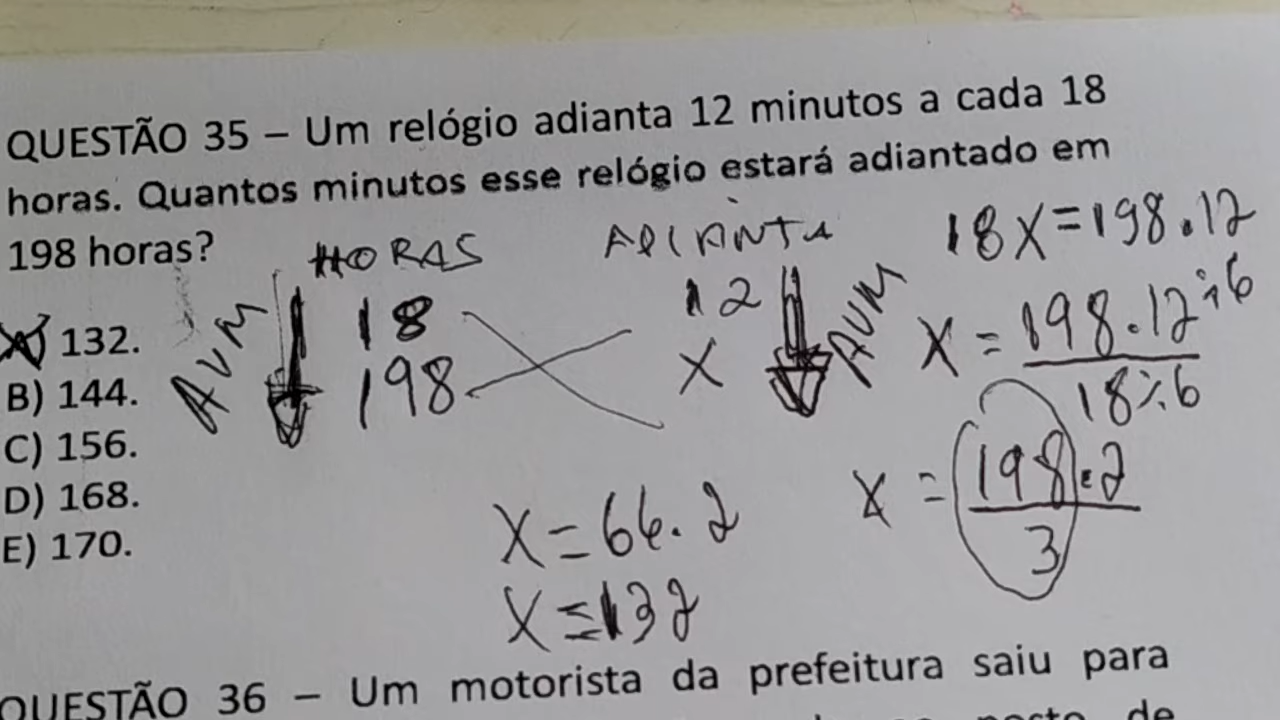 QUESTÃO 35 – Um relógio adianta 12 minutos a cada 18
horas. Quantos minutos esse relógio estará adiantado em
198 horas?
HORAS
ADIANTA
18X=198.12
AUM
18
12
AUM
X = 198.12÷6
198
X
18÷6
A) 132.
B) 144.
C) 156.
D) 168.
E) 170.
X = 198.2
3
X=66.2
X=132
QUESTÃO 36 – Um motorista da prefeitura saiu para
posto de